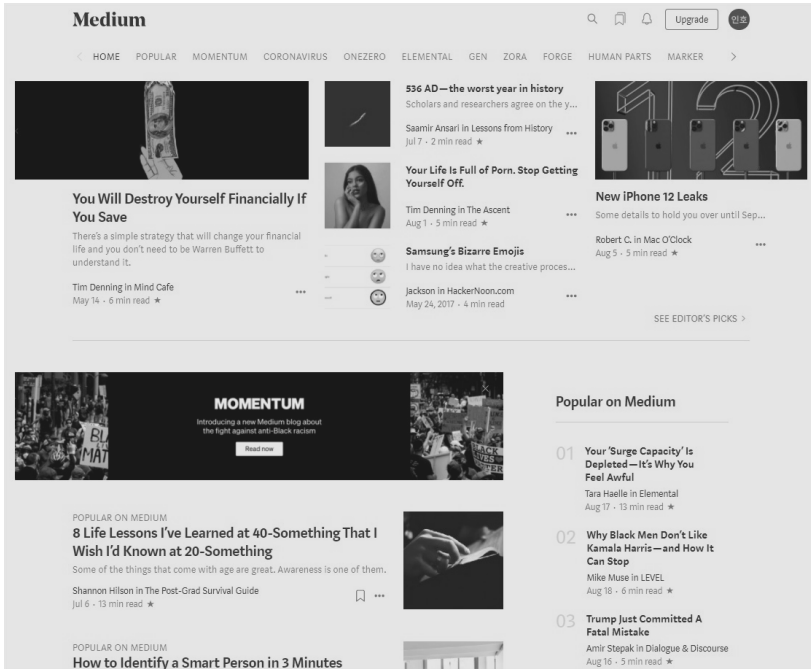 Medium
Upgrade
인호
HOME POPULAR MOMENTUM CORONAVIRUS ONEZERO ELEMENTAL GEN ZORA FORGE HUMAN PARTS MARKER
You Will Destroy Yourself Financially If
You Save
There's a simple strategy that will change your financial
life and you don't need to be Warren Buffett to
understand it.
Tim Denning in Mind Cafe
May 14 · 6 min read ★
536 AD—the worst year in history
Scholars and researchers agree on the y...
Saamir Ansari in Lessons from History
Jul 7 · 2 min read ★
Your Life Is Full of Porn. Stop Getting
Yourself Off.
Tim Denning in The Ascent
Aug 1 · 5 min read ★
Samsung's Bizarre Emojis
I have no idea what the creative proces...
Jackson in HackerNoon.com
May 24, 2017 · 4 min read
12
New iPhone 12 Leaks
Some details to hold you over until Sep...
Robert C. in Mac O'Clock
Aug 5 · 5 min read ★
SEE EDITOR'S PICKS
BL
MAT
MOMENTUM
Introducing a new Medium blog about
the fight against anti-Black racism
Read now
BLACK
LIVES
POPULAR ON MEDIUM
8 Life Lessons I've Learned at 40-Something That I
Wish I'd Known at 20-Something
Some of the things that come with age are great. Awareness is one of them.
Shannon Hilson in The Post-Grad Survival Guide
Jul 6 · 13 min read ★
POPULAR ON MEDIUM
How to Identify a Smart Person in 3 Minutes
Popular on Medium
01
Your 'Surge Capacity' Is
Depleted—It's Why You
Feel Awful
Tara Haelle in Elemental
Aug 17 · 13 min read ★
02
Why Black Men Don't Like
Kamala Harris—and How It
Can Stop
Mike Muse in LEVEL
Aug 18 · 6 min read ★
03
Trump Just Committed A
Fatal Mistake
Amir Stepak in Dialogue & Discourse
Aug 16 · 5 min read ★